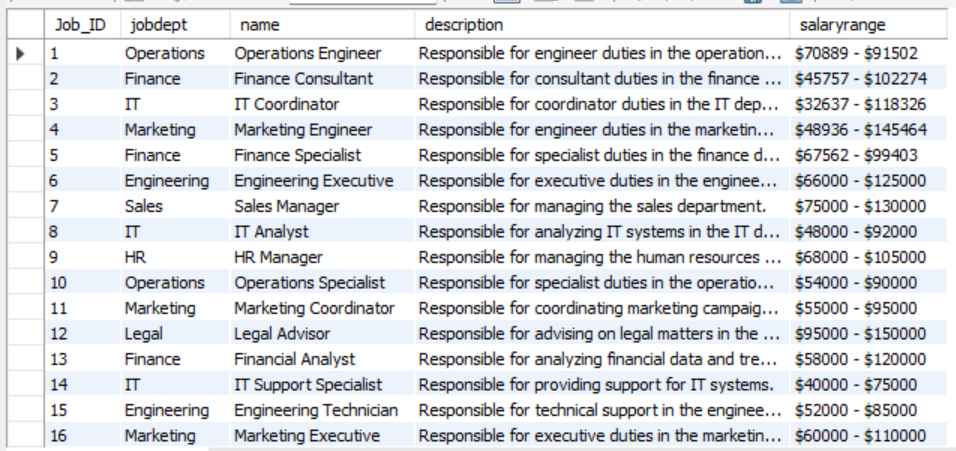 Job_ID jobdept name description salaryrange
1 Operations Operations Engineer Responsible for engineer duties in the operation... $70889 - $91502
2 Finance Finance Consultant Responsible for consultant duties in the finance ... $45757 - $102274
3 IT IT Coordinator Responsible for coordinator duties in the IT dep... $32637 - $118326
4 Marketing Marketing Engineer Responsible for engineer duties in the marketin... $48936 - $145464
5 Finance Finance Specialist Responsible for specialist duties in the finance d... $67562 - $99403
6 Engineering Engineering Executive Responsible for executive duties in the enginee... $66000 - $125000
7 Sales Sales Manager Responsible for managing the sales department. $75000 - $130000
8 IT IT Analyst Responsible for analyzing IT systems in the IT d... $48000 - $92000
9 HR HR Manager Responsible for managing the human resources ... $68000 - $105000
10 Operations Operations Specialist Responsible for specialist duties in the operatio... $54000 - $90000
11 Marketing Marketing Coordinator Responsible for coordinating marketing campaig... $55000 - $95000
12 Legal Legal Advisor Responsible for advising on legal matters in the ... $95000 - $150000
13 Finance Financial Analyst Responsible for analyzing financial data and tre... $58000 - $120000
14 IT IT Support Specialist Responsible for providing support for IT systems. $40000 - $75000
15 Engineering Engineering Technician Responsible for technical support in the enginee... $52000 - $85000
16 Marketing Marketing Executive Responsible for executive duties in the marketin... $60000 - $110000